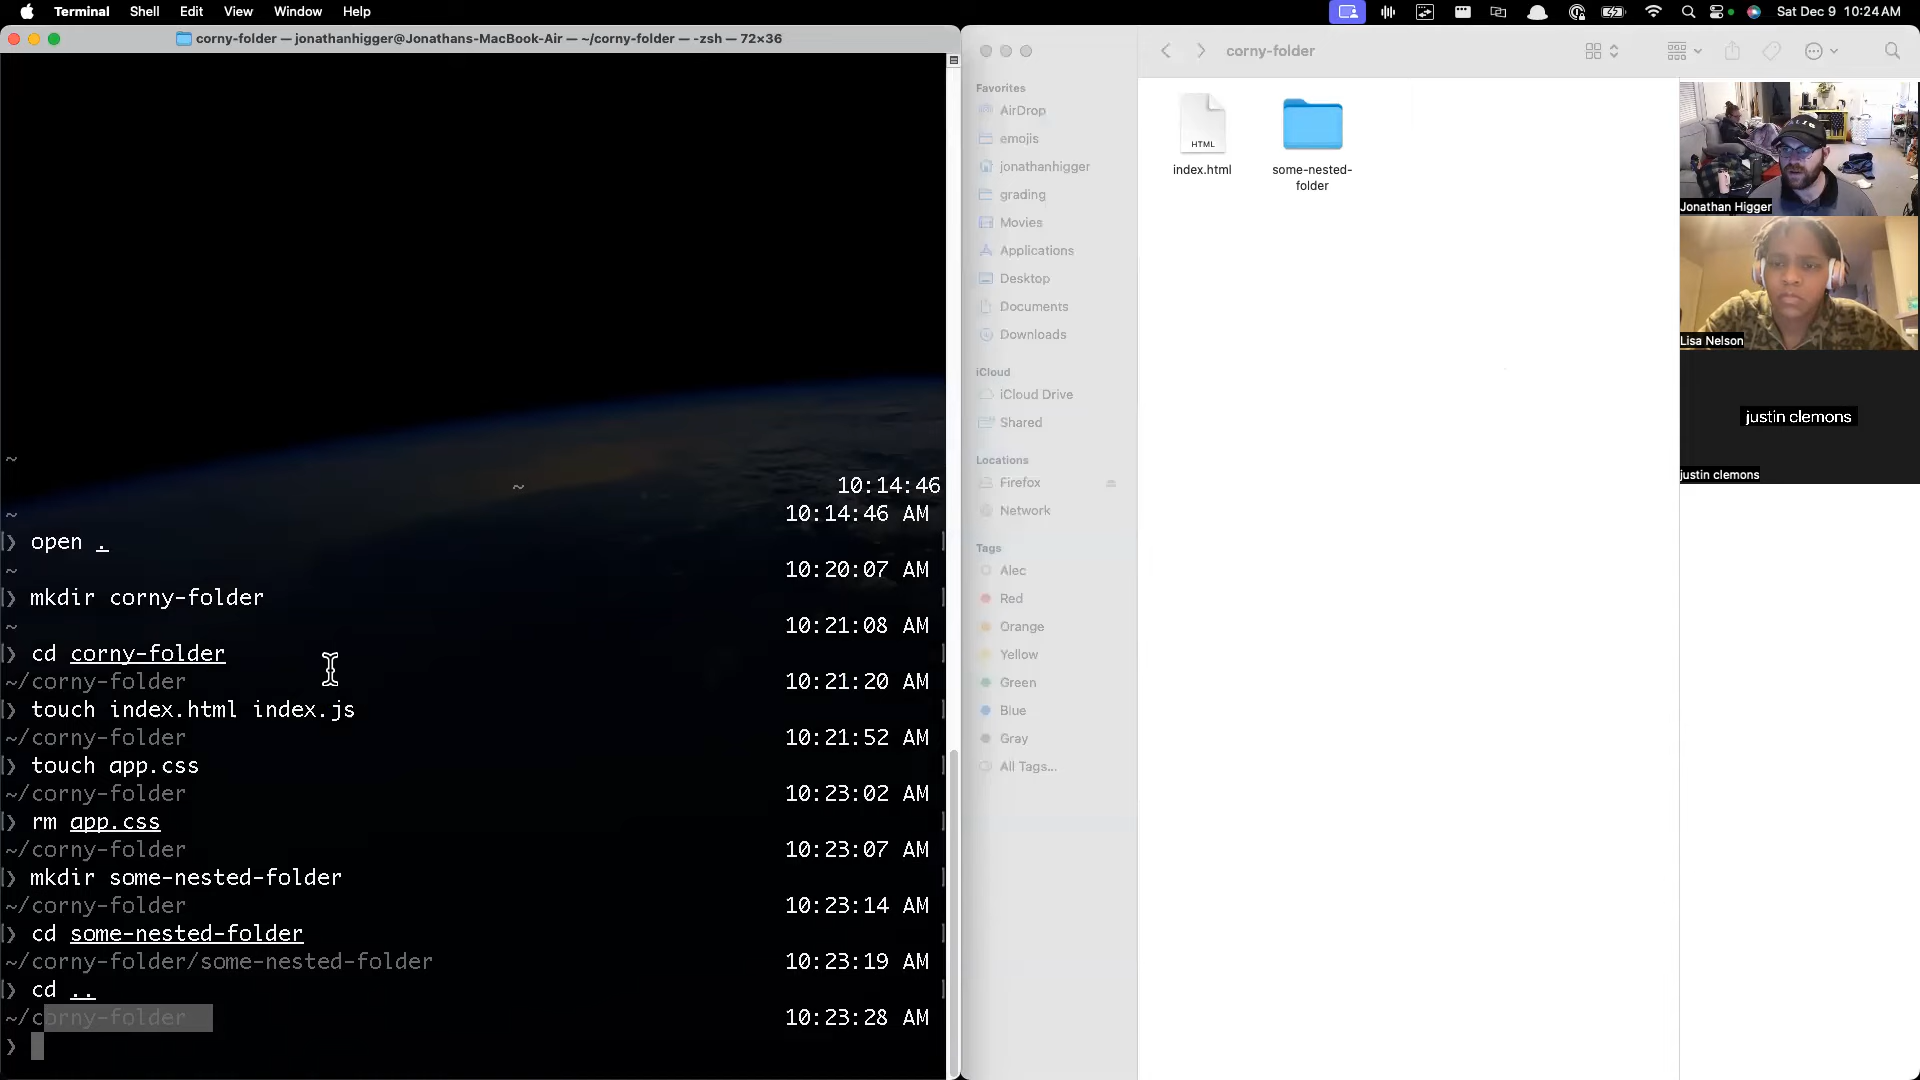 Terminal Shell Edit View Window Help Sat Dec 9 10:24 AM
corny-folder — jonathanhigger@Jonathans-MacBook-Air — ~/corny-folder — -zsh — 72×36
~
~ 10:14:46
~ 10:14:46 AM
❯ open .
~ 10:20:07 AM
❯ mkdir corny-folder
~ 10:21:08 AM
❯ cd corny-folder
~/corny-folder 10:21:20 AM
❯ touch index.html index.js
~/corny-folder 10:21:52 AM
❯ touch app.css
~/corny-folder 10:23:02 AM
❯ rm app.css
~/corny-folder 10:23:07 AM
❯ mkdir some-nested-folder
~/corny-folder 10:23:14 AM
❯ cd some-nested-folder
~/corny-folder/some-nested-folder 10:23:19 AM
❯ cd ..
~/corny-folder 10:23:28 AM
❯
corny-folder
Favorites
AirDrop
emojis
jonathanhigger
grading
Movies
Applications
Desktop
Documents
Downloads
iCloud
iCloud Drive
Shared
Locations
Firefox
Network
Tags
Alec
Red
Orange
Yellow
Green
Blue
Gray
All Tags...
HTML
index.html
some-nested-
folder
Jonathan Higger
Lisa Nelson
justin clemons
justin clemons